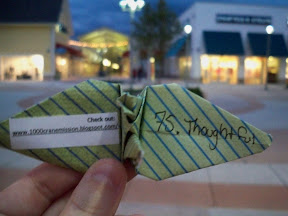 Check out:
www.1000cranemission.blogspot.com/
75. Thoughtful